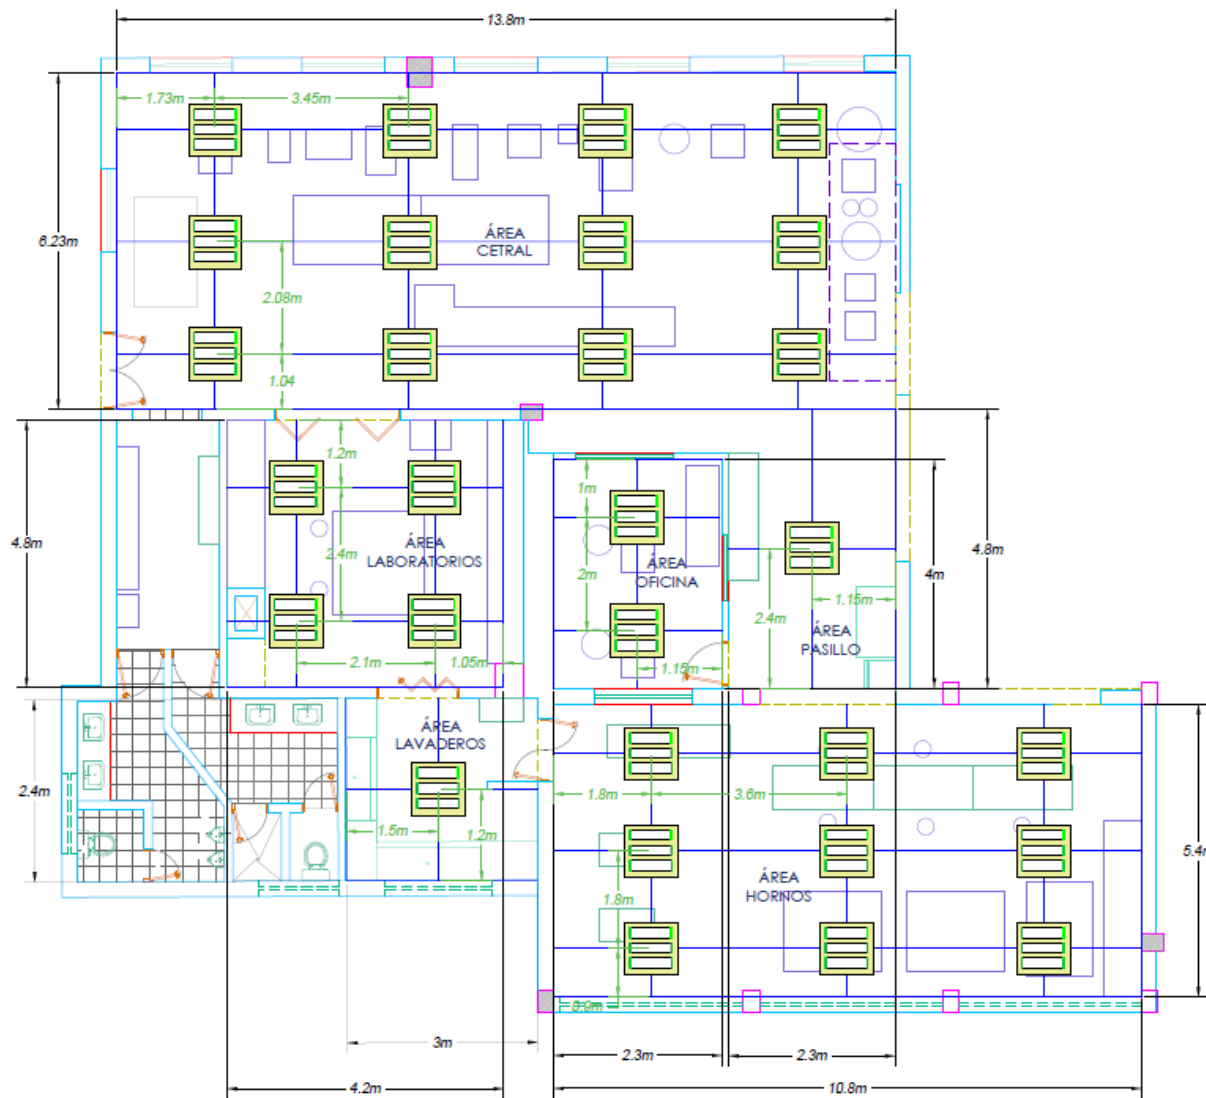 13.8m
1.73m
3.45m
6.23m
ÁREA
CETRAL
2.08m
1.04
1.2m
4.8m
ÁREA
LABORATORIOS
2.4m
2.1m
1.05m
1m
2m
ÁREA
OFICINA
1.15m
4m
4.8m
2.4m
1.15m
ÁREA
PASILLO
ÁREA
LAVADEROS
2.4m
1.5m
1.2m
1.8m
3.6m
5.4m
ÁREA
HORNOS
1.8m
0.9m
3m
2.3m
2.3m
4.2m
10.8m